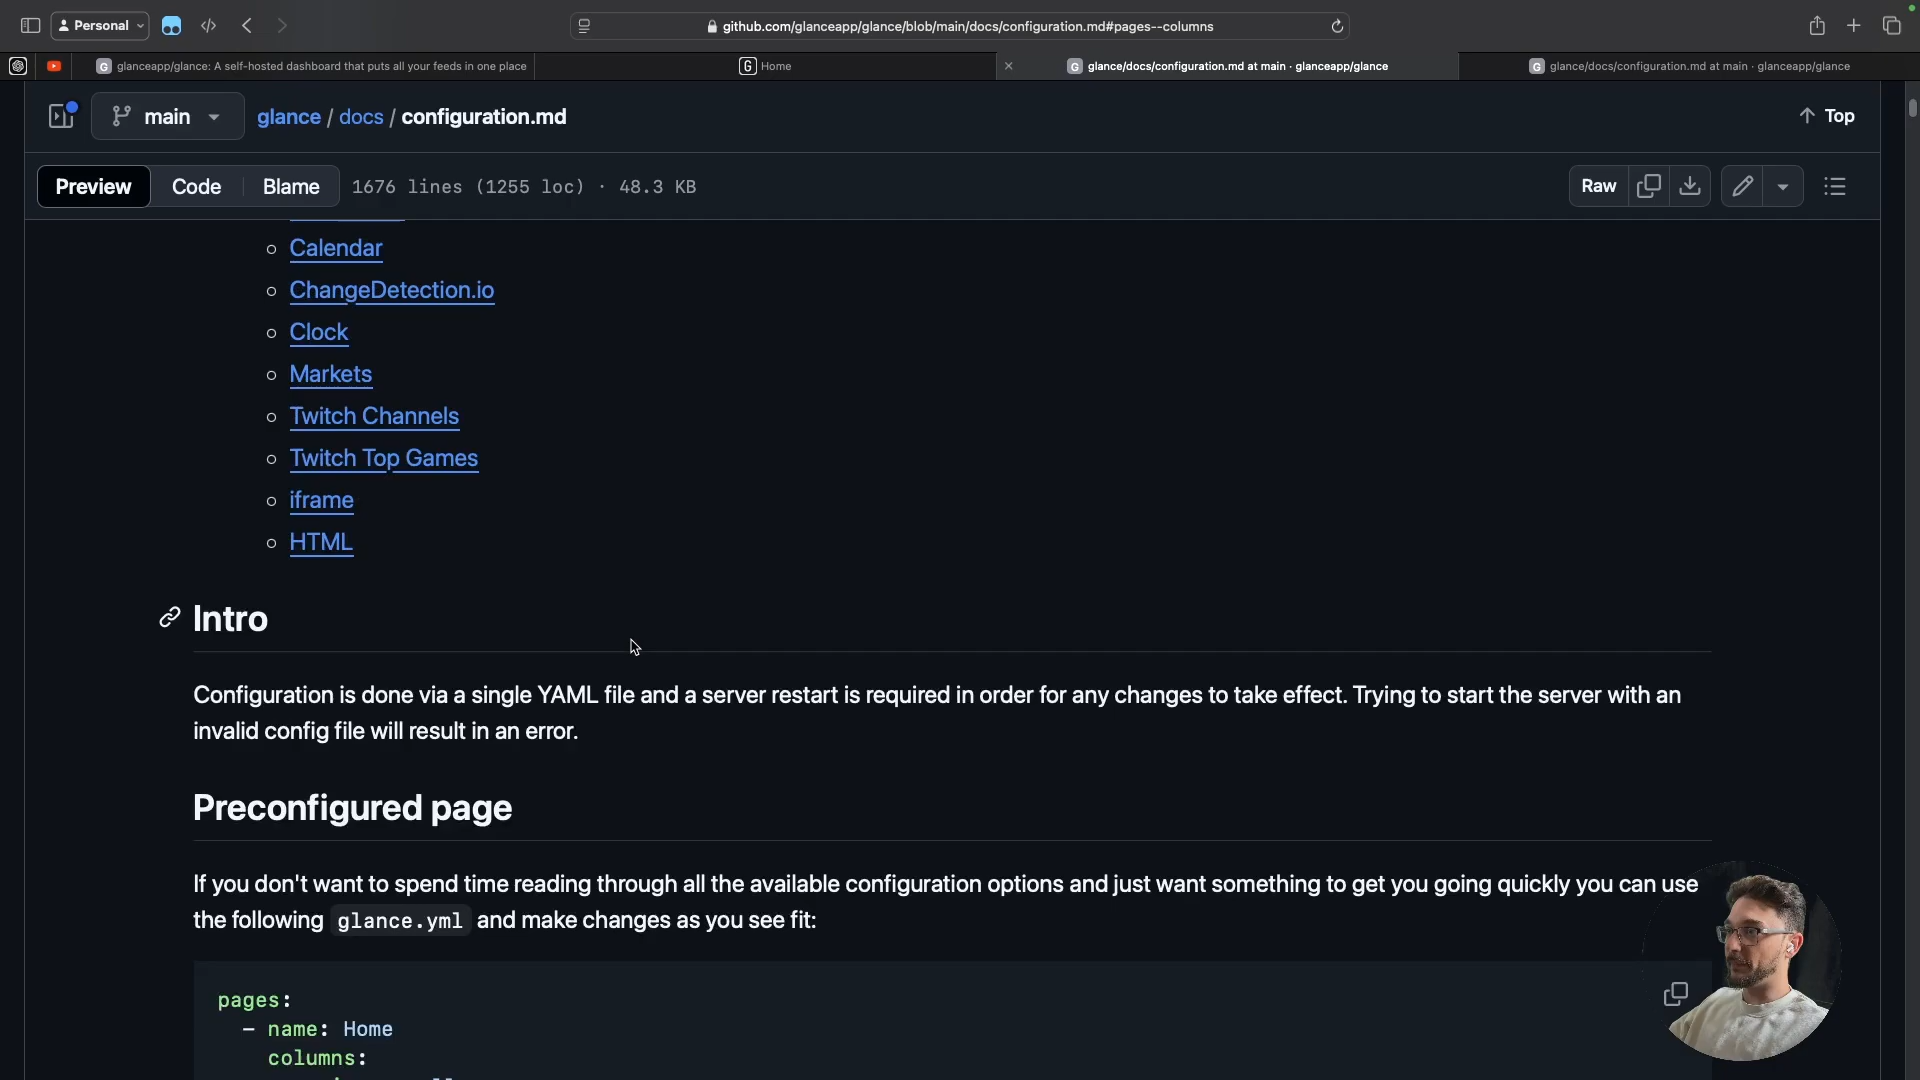 Personal
github.com/glanceapp/glance/blob/main/docs/configuration.md#pages--columns
glanceapp/glance: A self-hosted dashboard that puts all your feeds in one place
Home
glance/docs/configuration.md at main · glanceapp/glance
glance/docs/configuration.md at main · glanceapp/glance
main
glance / docs / configuration.md
Top
Preview
Code
Blame
1676 lines (1255 loc) · 48.3 KB
Raw
Calendar
ChangeDetection.io
Clock
Markets
Twitch Channels
Twitch Top Games
iframe
HTML
Intro
Configuration is done via a single YAML file and a server restart is required in order for any changes to take effect. Trying to start the server with an
invalid config file will result in an error.
Preconfigured page
If you don't want to spend time reading through all the available configuration options and just want something to get you going quickly you can use
the following glance.yml and make changes as you see fit:
pages:
- name: Home
columns: